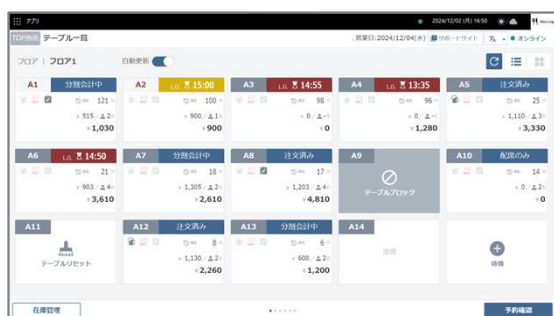 アプリ 2024/12/02 (月) 16:50
TOP画面 テーブル一覧 営業日:2024/12/04(水) サポートサイト オンライン
フロア | フロア1 自動更新
A1 分割会計中
121
515 / 2
1,030
A2 L.O. 15:00
100
900 / 1
900
A3 L.O. 14:55
98
0 /
0
A4 L.O. 13:35
96
0 /
1,280
A5 注文済み
25
1,110 / 3
3,330
A6 L.O. 14:50
21
903 / 4
3,610
A7 分割会計中
18
1,305 / 2
2,610
A8 注文済み
17
1,203 / 4
4,810
A9
テーブルブロック
A10 配席のみ
14
0 / 2
0
A11
テーブルリセット
A12 注文済み
8
1,130 / 2
2,260
A13 分割会計中
6
600 / 2
1,200
A14
空席
待機
在庫管理 予約確認